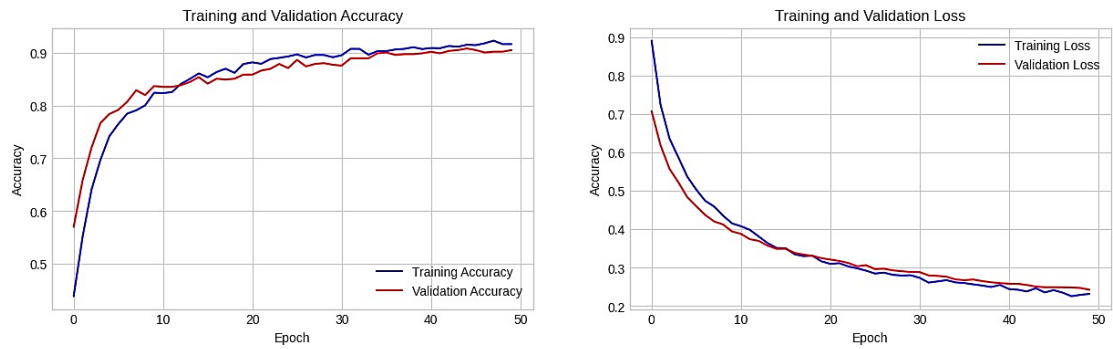 Training and Validation Accuracy
Accuracy
0.9
0.8
0.7
0.6
0.5
Training Accuracy
Validation Accuracy
0 10 20 30 40 50
Epoch
Training and Validation Loss
Accuracy
0.9
0.8
0.7
0.6
0.5
0.4
0.3
0.2
Training Loss
Validation Loss
0 10 20 30 40 50
Epoch